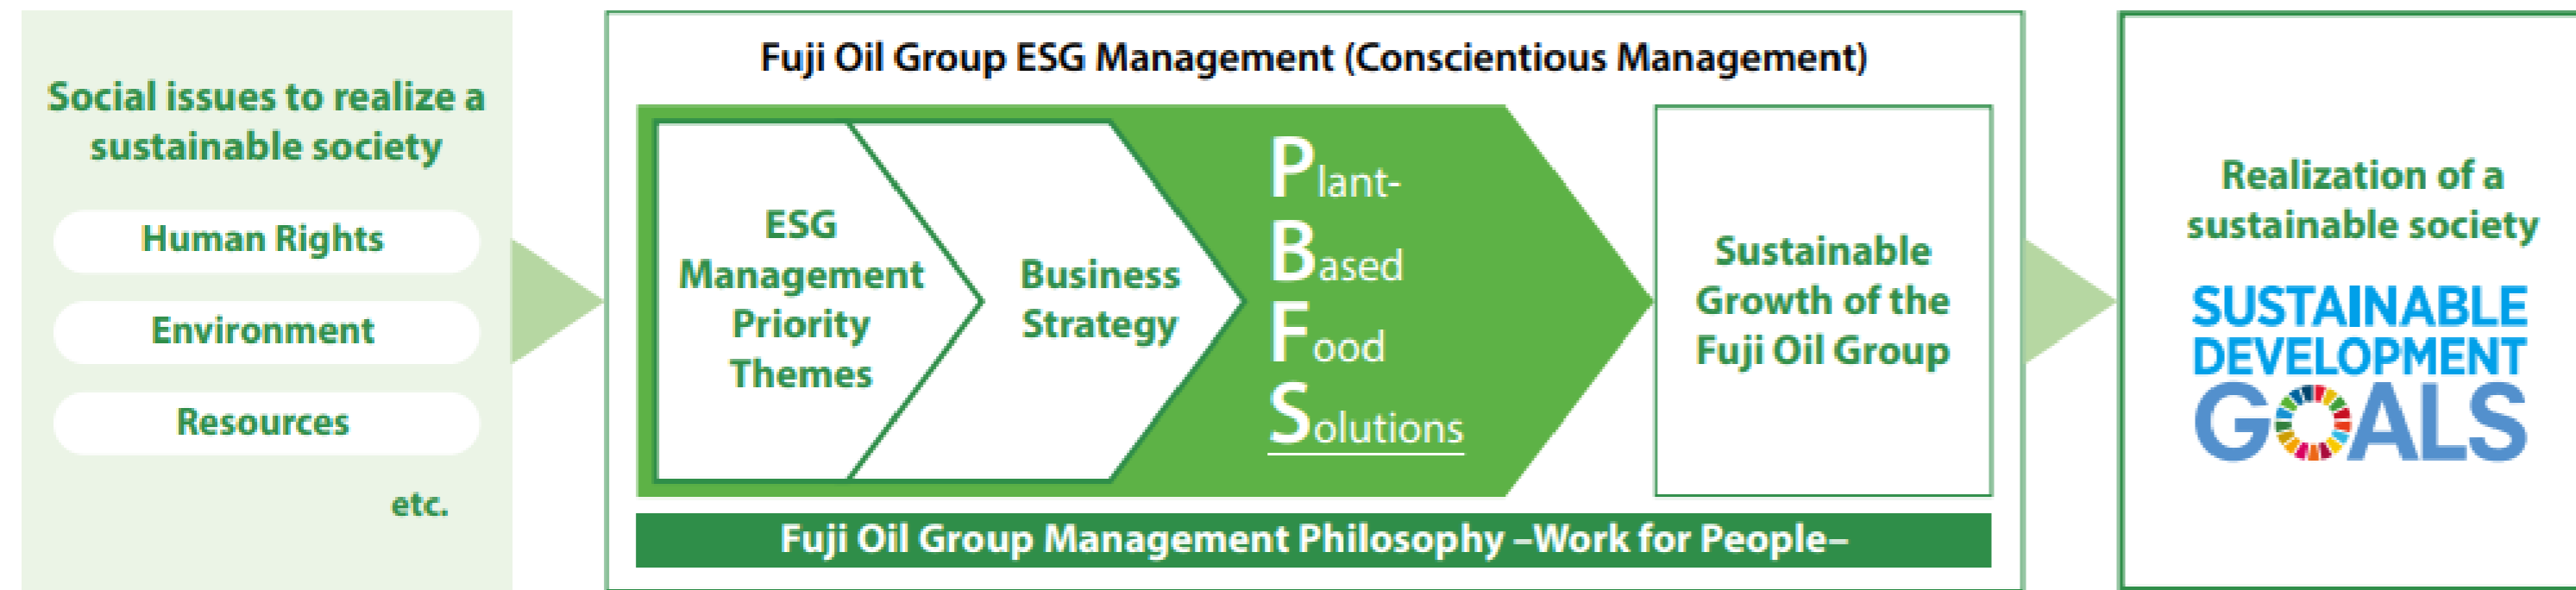 Social issues to realize a
sustainable society
Human Rights
Environment
Resources
etc.
Fuji Oil Group ESG Management (Conscientious Management)
ESG
Management
Priority
Themes
Business
Strategy
Plant-
Based
Food
Solutions
Sustainable
Growth of the
Fuji Oil Group
Fuji Oil Group Management Philosophy –Work for People–
Realization of a
sustainable society
SUSTAINABLE
DEVELOPMENT
GOALS